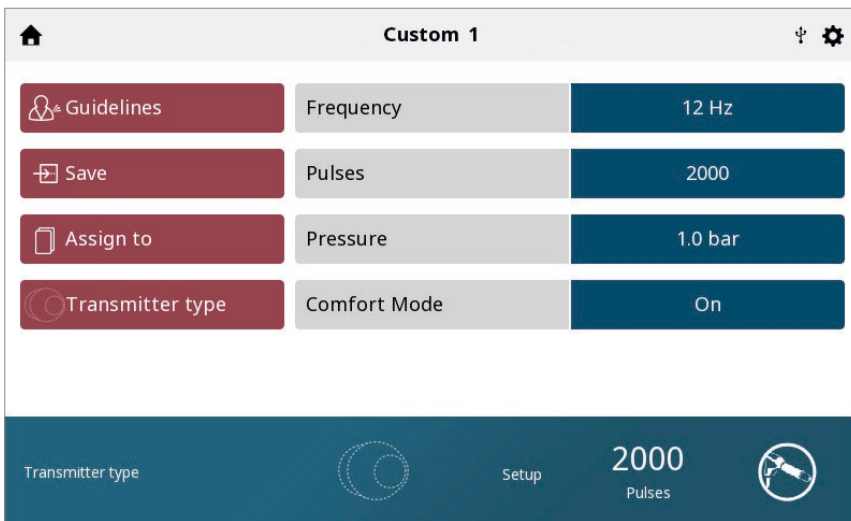 Custom 1
Guidelines
Frequency
12 Hz
Save
Pulses
2000
Assign to
Pressure
1.0 bar
Transmitter type
Comfort Mode
On
Transmitter type
Setup
2000
Pulses